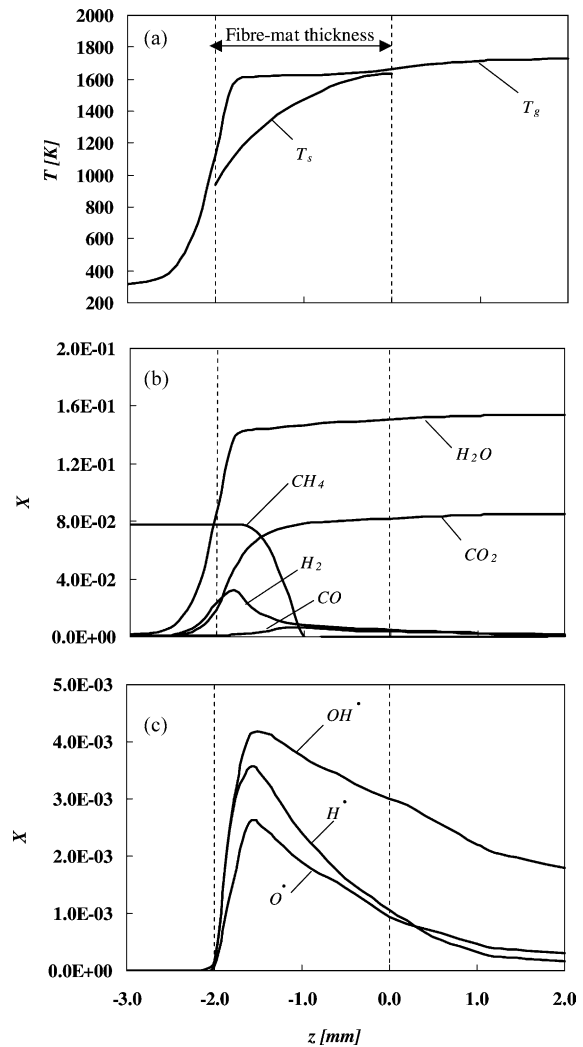 2000
(a)
Fibre-mat thickness
1800
1600
1400
1200
1000
800
600
400
200
T [K]
T_g
T_s
2.0E-01
(b)
1.6E-01
1.2E-01
8.0E-02
4.0E-02
0.0E+00
X
H_2O
CH_4
CO_2
H_2
CO
5.0E-03
(c)
4.0E-03
3.0E-03
2.0E-03
1.0E-03
0.0E+00
X
OH•
H•
O•
-3.0 -2.0 -1.0 0.0 1.0 2.0
z [mm]